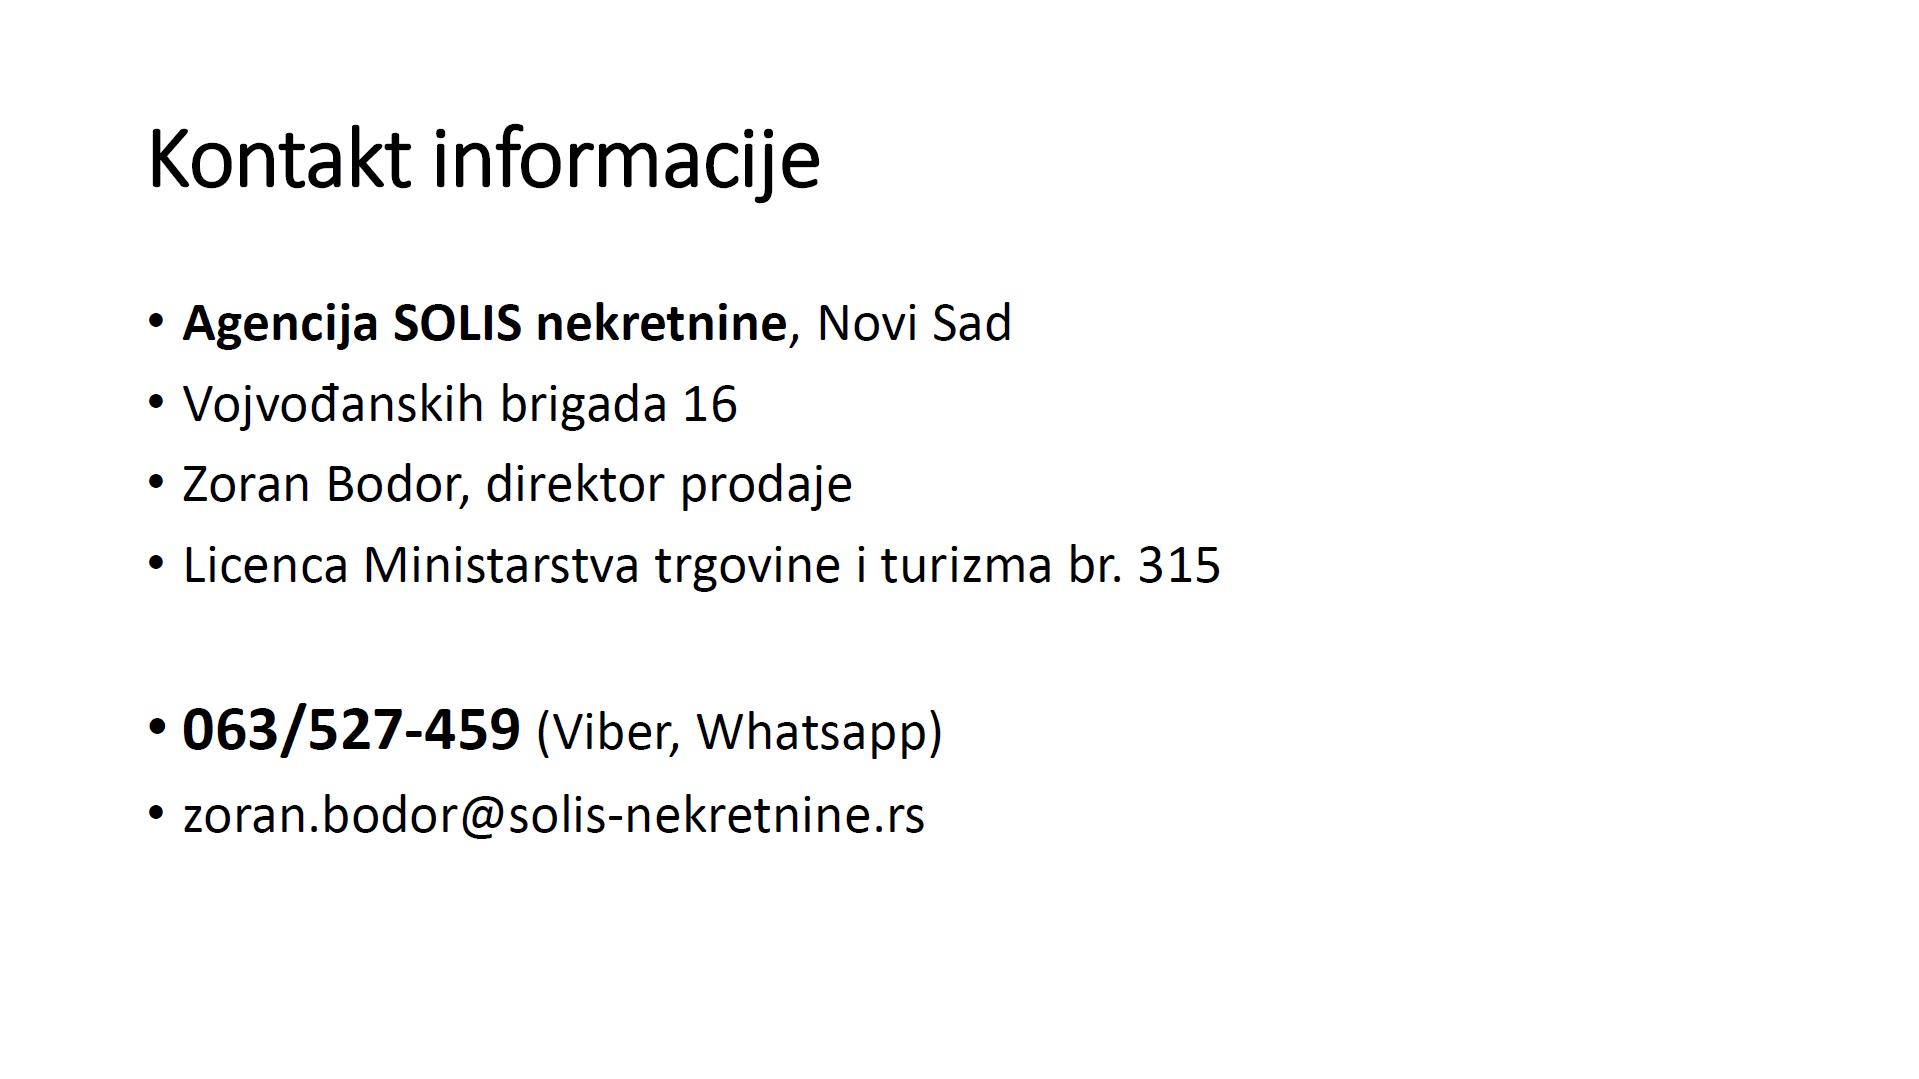 Kontakt informacije
• Agencija SOLIS nekretnine, Novi Sad
• Vojvođanskih brigada 16
• Zoran Bodor, direktor prodaje
• Licenca Ministarstva trgovine i turizma br. 315
• 063/527-459 (Viber, Whatsapp)
• zoran.bodor@solis-nekretnine.rs